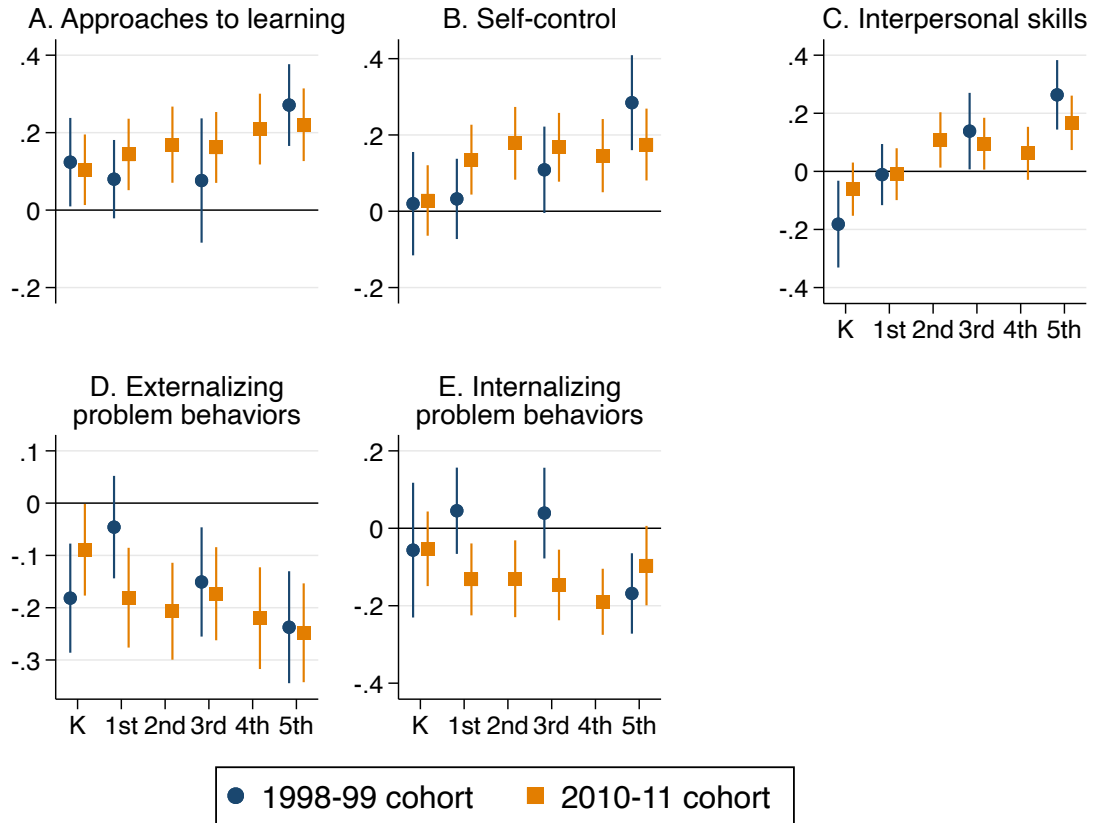 A. Approaches to learning
.4
.2
0
-.2
B. Self-control
.4
.2
0
-.2
C. Interpersonal skills
.4
.2
0
-.2
-.4
K 1st 2nd 3rd 4th 5th
D. Externalizing
problem behaviors
.1
0
-.1
-.2
-.3
K 1st 2nd 3rd 4th 5th
E. Internalizing
problem behaviors
.2
0
-.2
-.4
K 1st 2nd 3rd 4th 5th
1998-99 cohort 2010-11 cohort